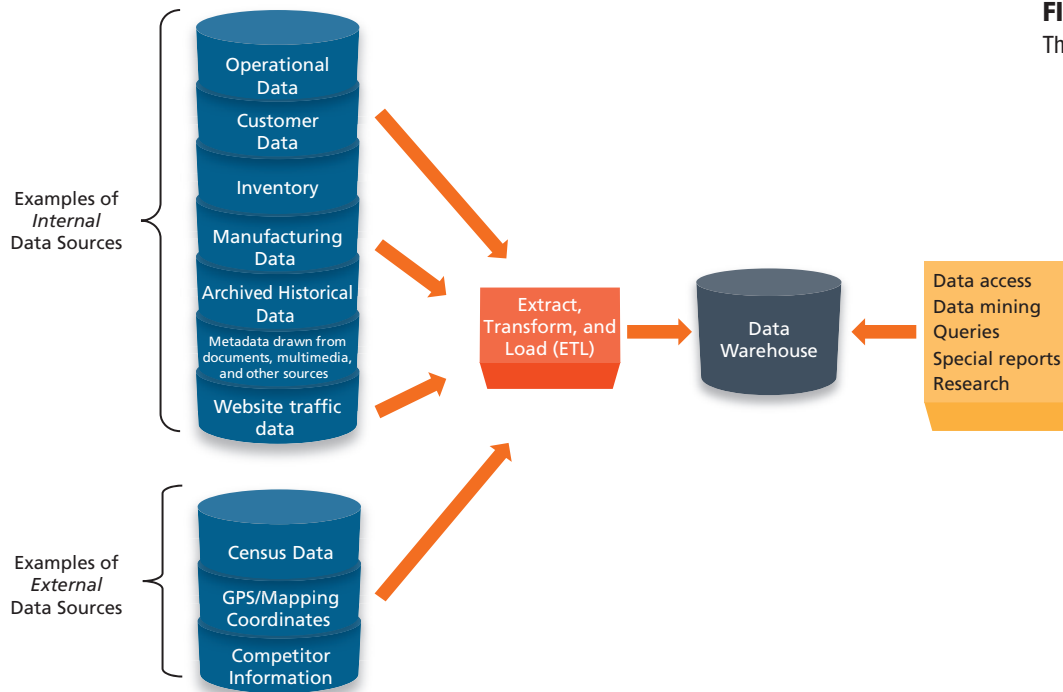 FI
Th
Examples of
Internal
Data Sources
Operational
Data
Customer
Data
Inventory
Manufacturing
Data
Archived Historical
Data
Metadata drawn from
documents, multimedia,
and other sources
Website traffic
data
Examples of
External
Data Sources
Census Data
GPS/Mapping
Coordinates
Competitor
Information
Extract,
Transform, and
Load (ETL)
Data
Warehouse
Data access
Data mining
Queries
Special reports
Research